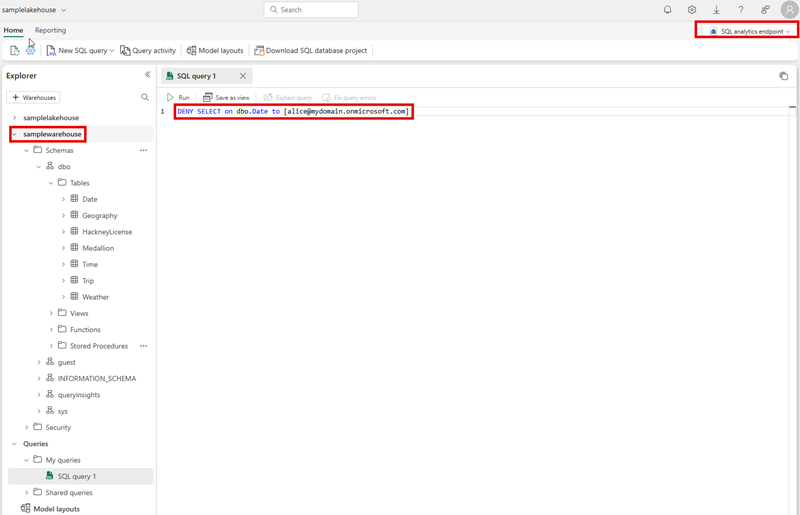 samplelakehouse
Search
Home Reporting
SQL analytics endpoint
New SQL query Query activity Model layouts Download SQL database project
Explorer
SQL query 1
+ Warehouses
Run Save as view Explain query Fix query errors
1 DENY SELECT on dbo.Date to [alice@mydomain.onmicrosoft.com]
samplelakehouse
samplewarehouse
Schemas
dbo
Tables
Date
Geography
HackneyLicense
Medallion
Time
Trip
Weather
Views
Functions
Stored Procedures
guest
INFORMATION_SCHEMA
queryinsights
sys
Security
Queries
My queries
SQL query 1
Shared queries
Model layouts